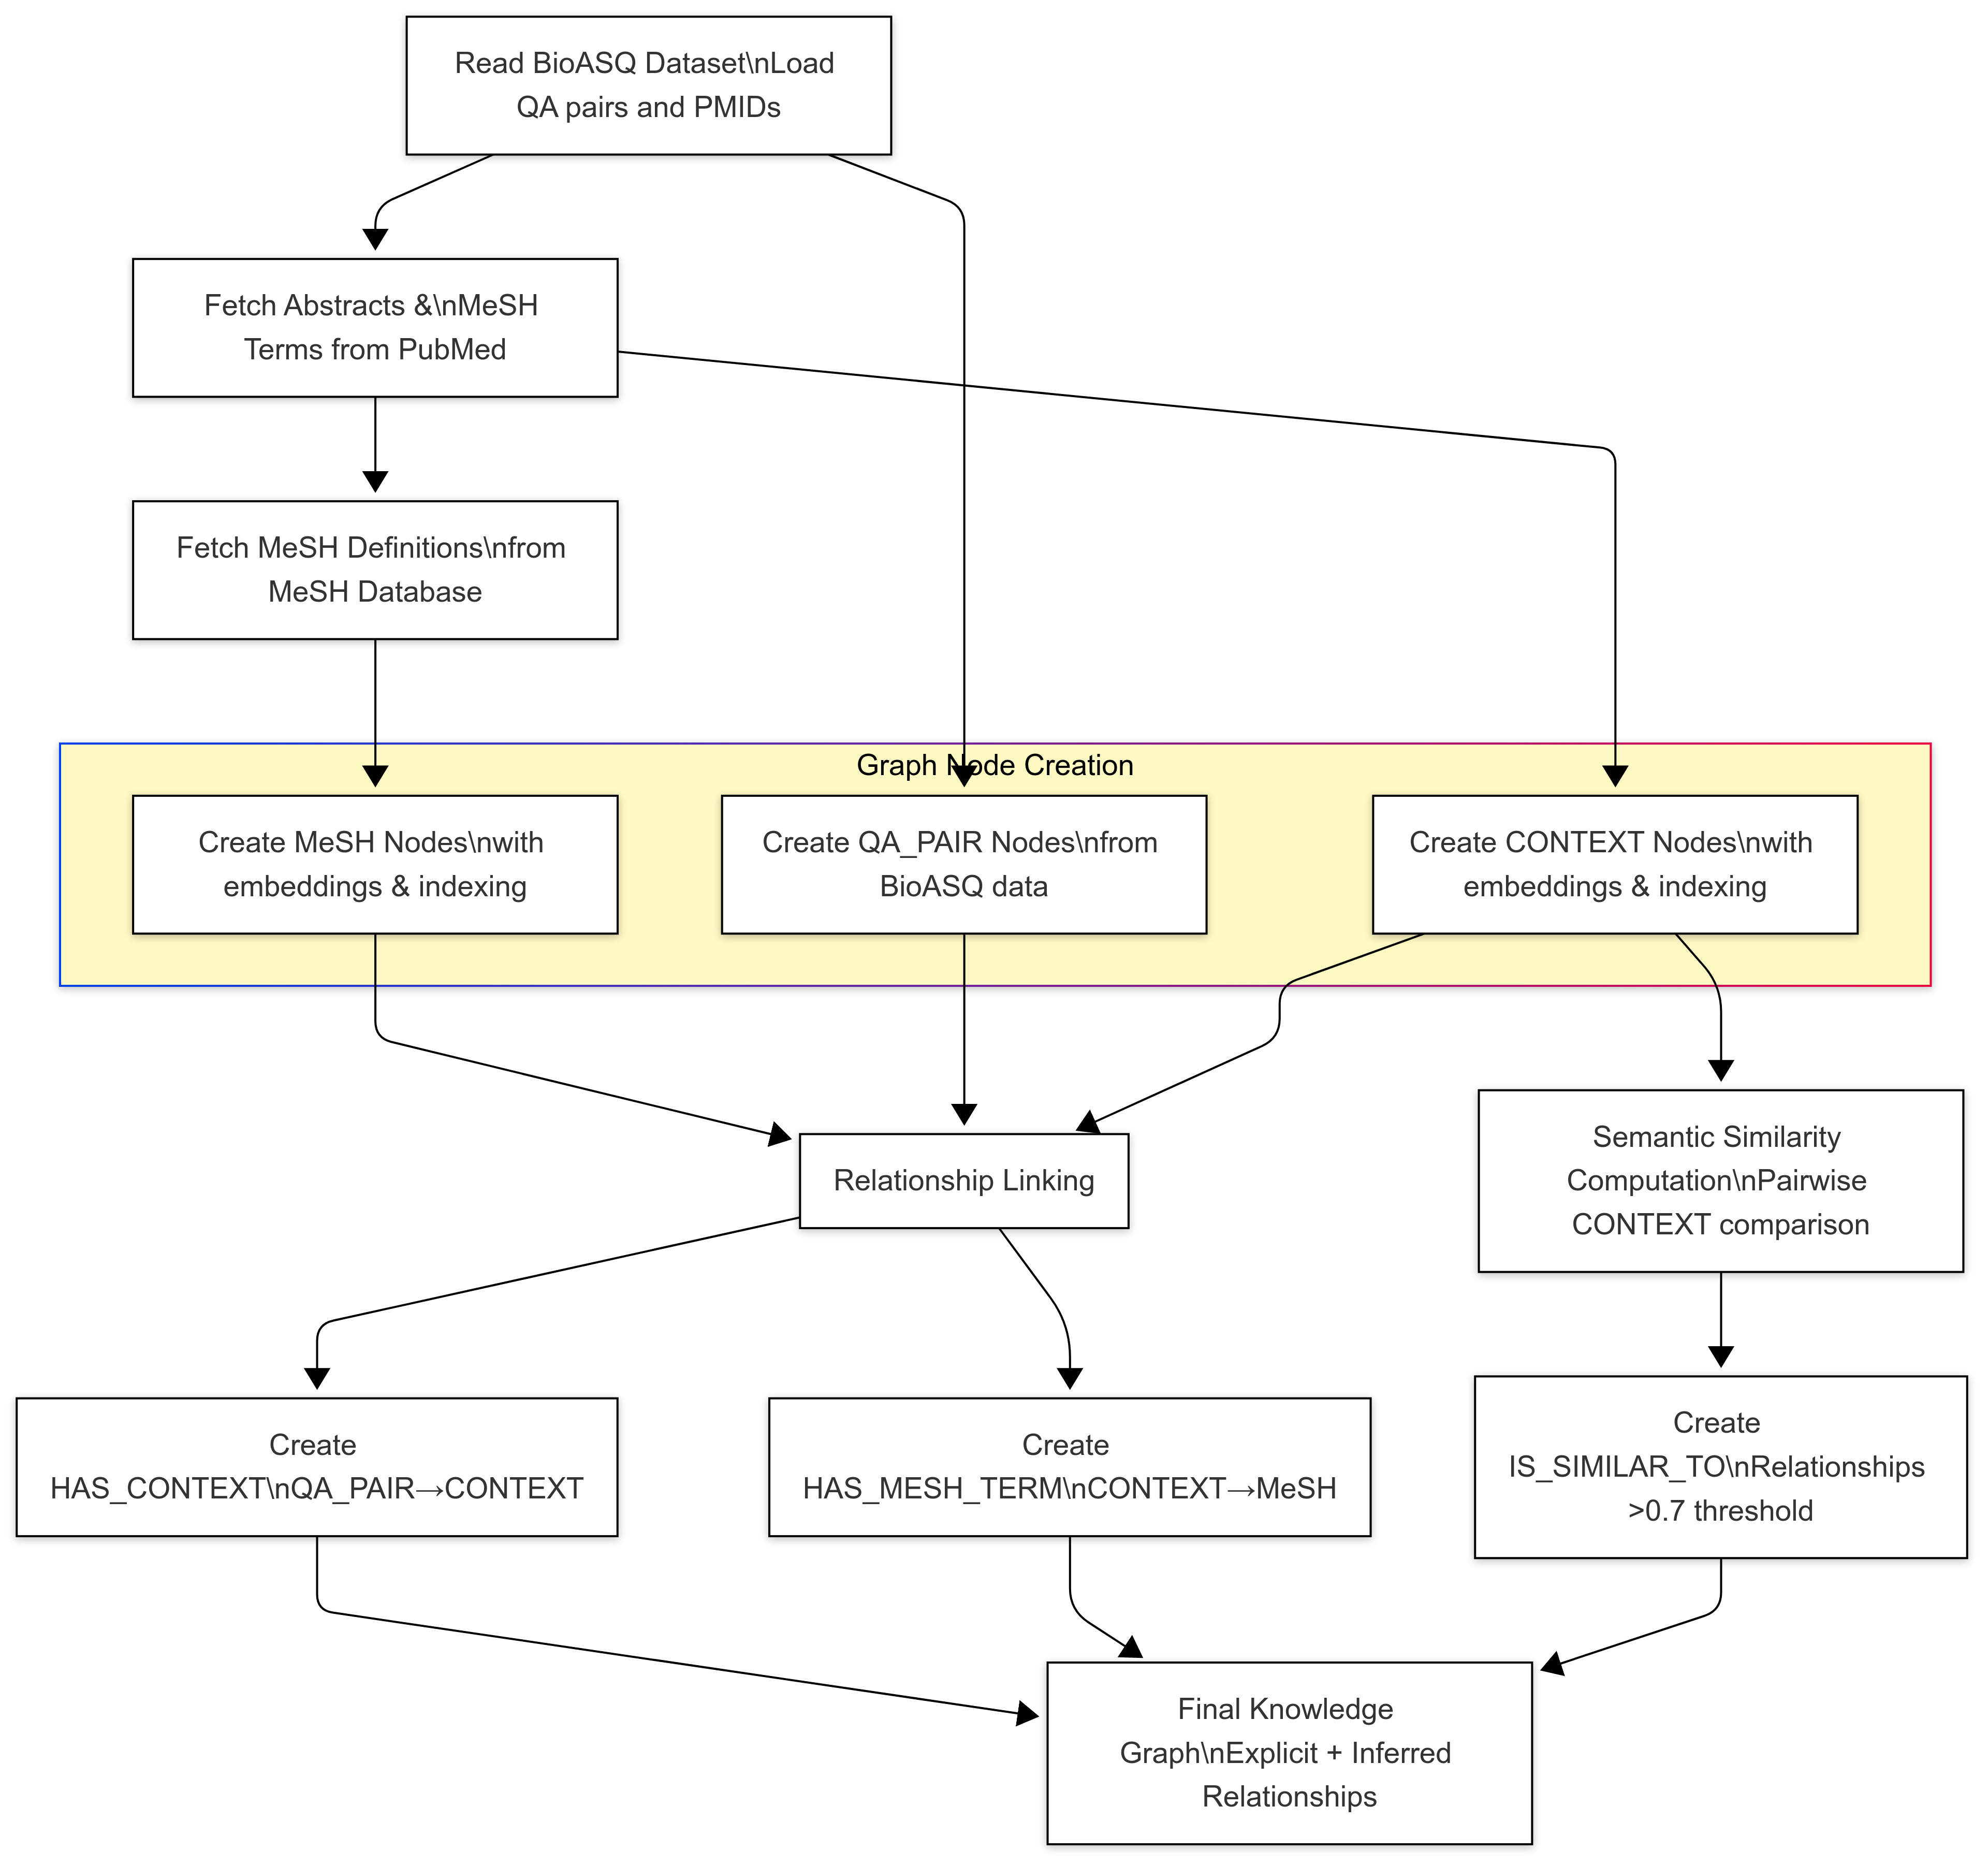 Read BioASQ Dataset\nLoad
QA pairs and PMIDs
Fetch Abstracts &\nMeSH
Terms from PubMed
Fetch MeSH Definitions\nfrom
MeSH Database
Graph Node Creation
Create MeSH Nodes\nwith
embeddings & indexing
Create QA_PAIR Nodes\nfrom
BioASQ data
Create CONTEXT Nodes\nwith
embeddings & indexing
Relationship Linking
Semantic Similarity
Computation\nPairwise
CONTEXT comparison
Create
HAS_CONTEXT\nQA_PAIR→CONTEXT
Create
HAS_MESH_TERM\nCONTEXT→MeSH
Create
IS_SIMILAR_TO\nRelationships
>0.7 threshold
Final Knowledge
Graph\nExplicit + Inferred
Relationships